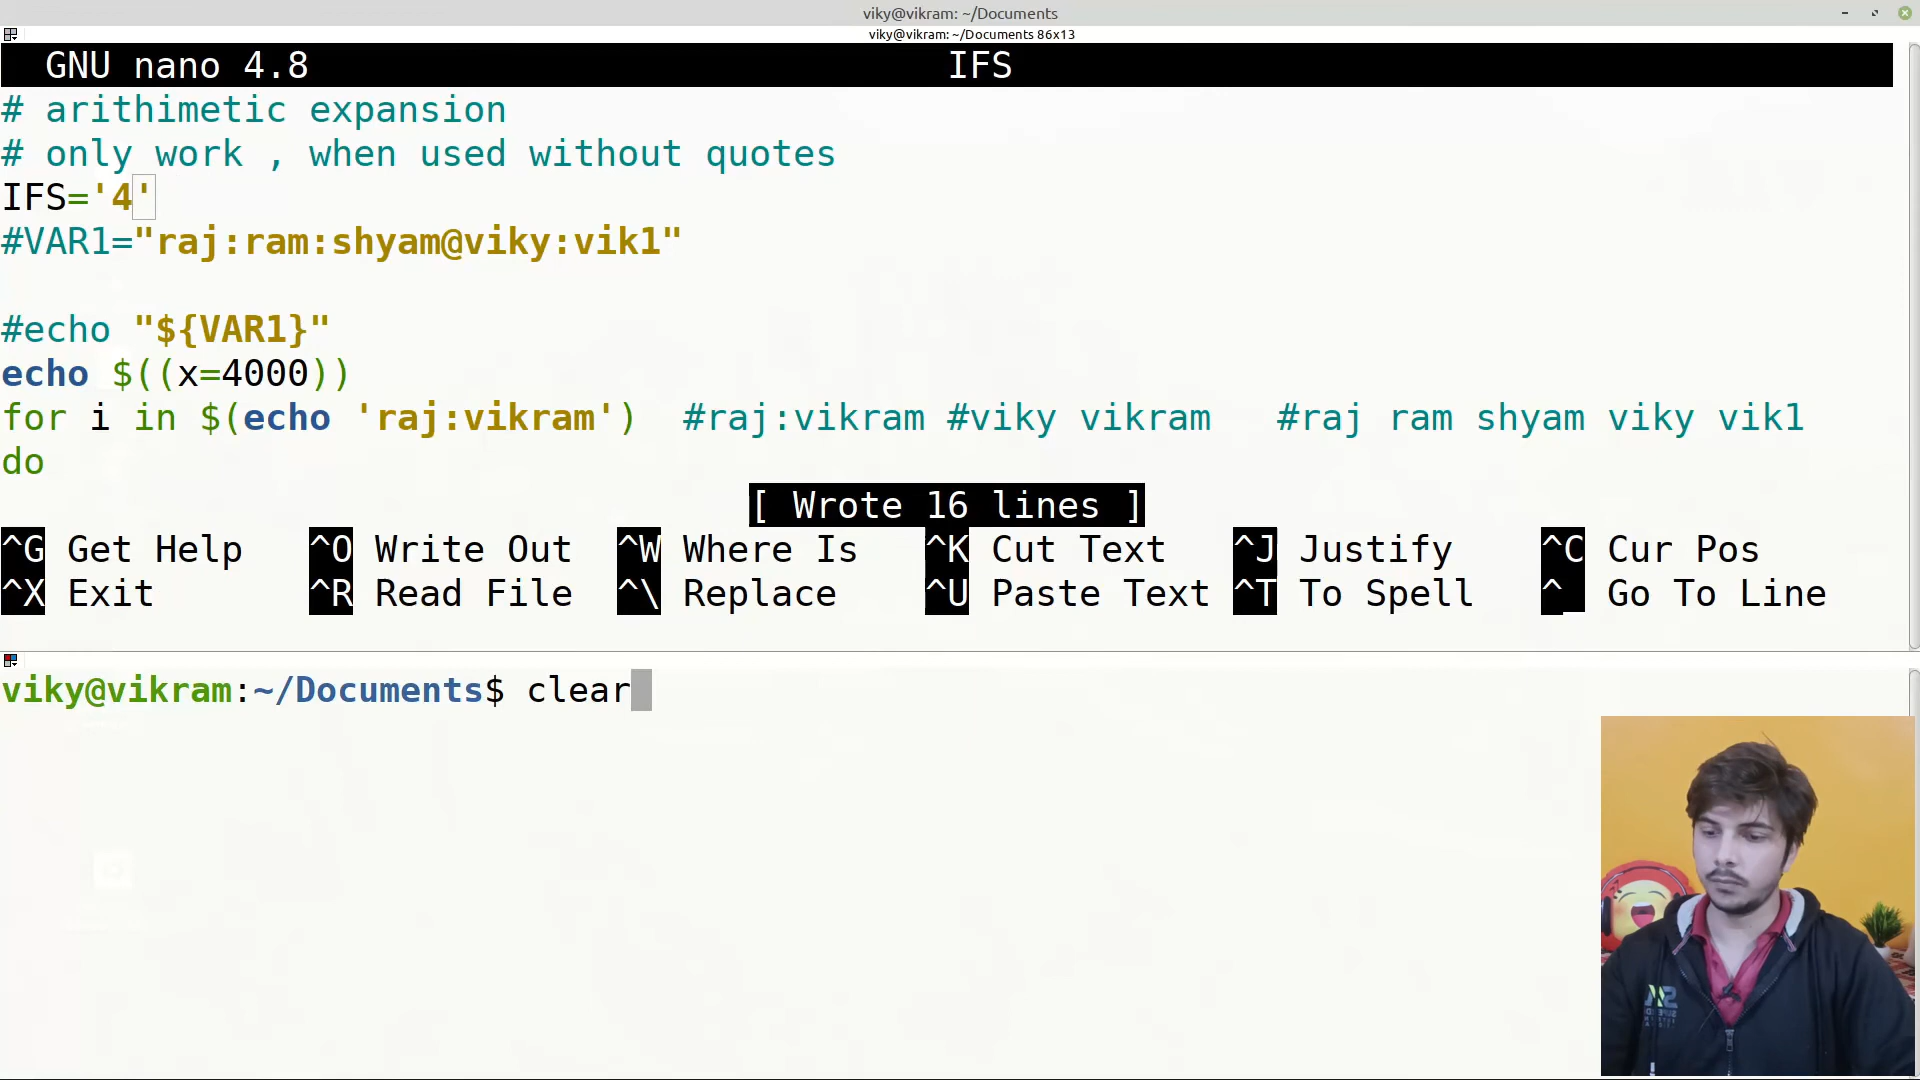 viky@vikram: ~/Documents
viky@vikram: ~/Documents 86x13
GNU nano 4.8 IFS
# arithimetic expansion
# only work , when used without quotes
IFS='4'
#VAR1="raj:ram:shyam@viky:vik1"
#echo "${VAR1}"
echo $((x=4000))
for i in $(echo 'raj:vikram') #raj:vikram #viky vikram #raj ram shyam viky vik1
do
[ Wrote 16 lines ]
^G Get Help ^O Write Out ^W Where Is ^K Cut Text ^J Justify ^C Cur Pos
^X Exit ^R Read File ^\ Replace ^U Paste Text ^T To Spell ^_ Go To Line
viky@vikram:~/Documents$ clear